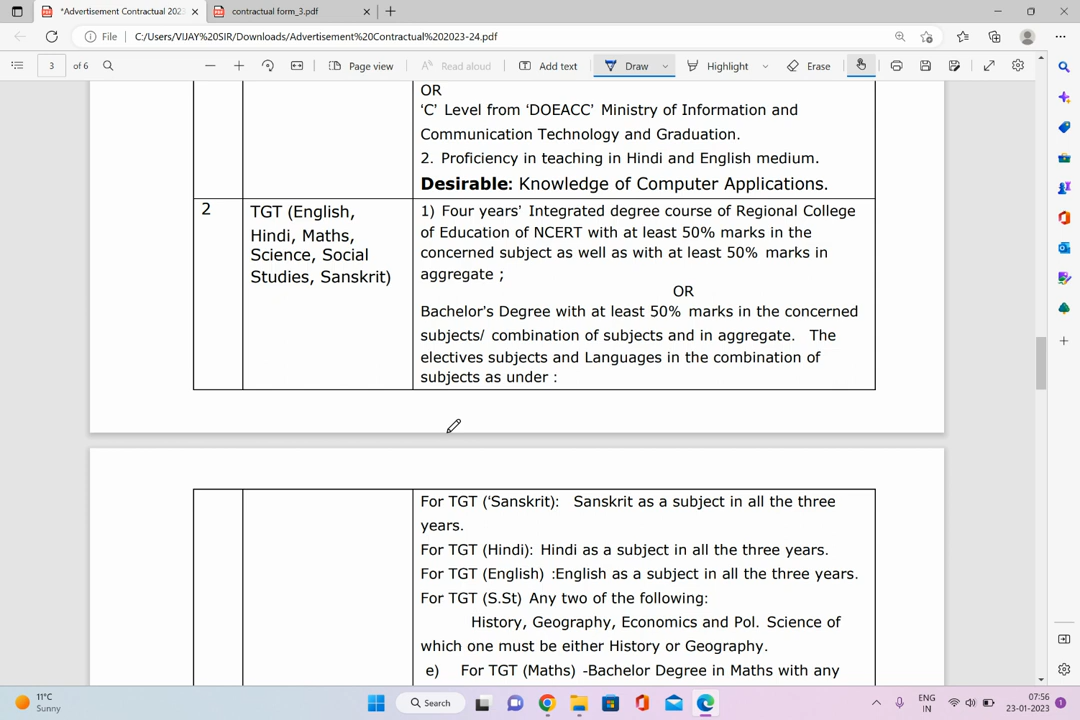 *Advertisement Contractual 2023
contractual form_3.pdf
File
C:/Users/VIJAY%20SIR/Downloads/Advertisement%20Contractual%202023-24.pdf
3
of 6
Page view
Read aloud
Add text
Draw
Highlight
Erase
OR
‘C’ Level from ‘DOEACC’ Ministry of Information and
Communication Technology and Graduation.
2. Proficiency in teaching in Hindi and English medium.
Desirable: Knowledge of Computer Applications.
2
TGT (English,
Hindi, Maths,
Science, Social
Studies, Sanskrit)
1) Four years’ Integrated degree course of Regional College
of Education of NCERT with at least 50% marks in the
concerned subject as well as with at least 50% marks in
aggregate ;
OR
Bachelor’s Degree with at least 50% marks in the concerned
subjects/ combination of subjects and in aggregate. The
electives subjects and Languages in the combination of
subjects as under :
For TGT (‘Sanskrit): Sanskrit as a subject in all the three
years.
For TGT (Hindi): Hindi as a subject in all the three years.
For TGT (English) :English as a subject in all the three years.
For TGT (S.St) Any two of the following:
History, Geography, Economics and Pol. Science of
which one must be either History or Geography.
e) For TGT (Maths) -Bachelor Degree in Maths with any
11°C
Sunny
Search
ENG
IN
07:56
23-01-2023
1